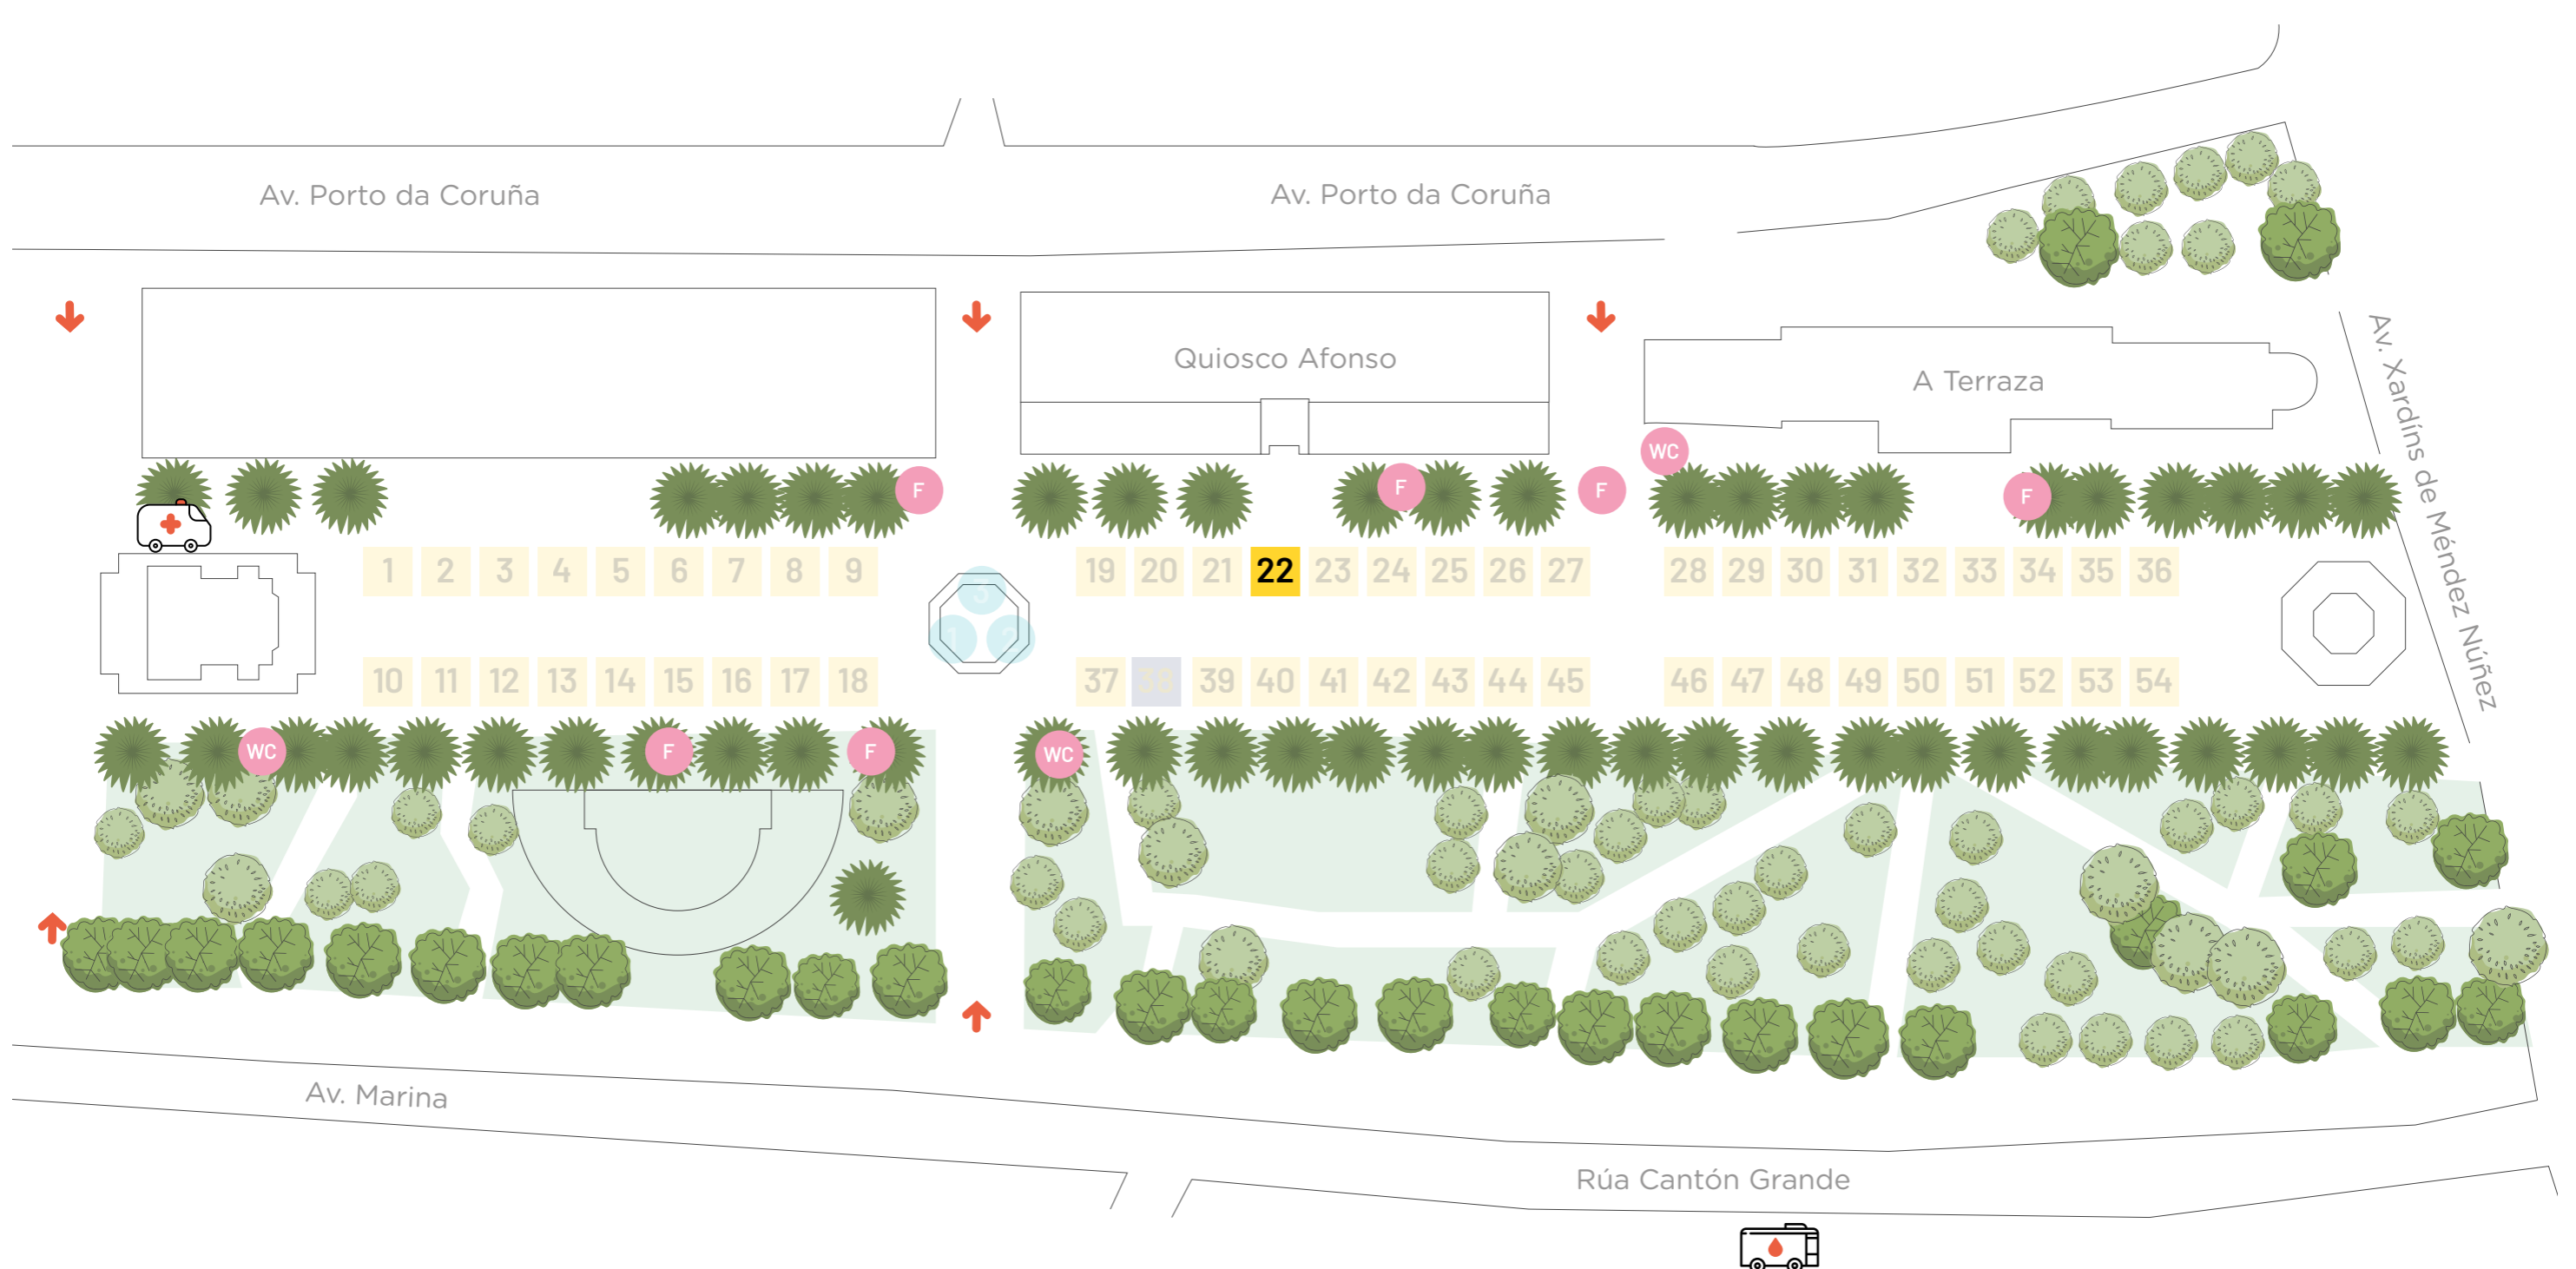 Av. Porto da Coruña
Av. Porto da Coruña
Quiosco Afonso
A Terraza
Av. Xardíns de Méndez Núñez
WC
F
F
F
F
1 2 3 4 5 6 7 8 9
19 20 21 22 23 24 25 26 27
28 29 30 31 32 33 34 35 36
3
1 2
10 11 12 13 14 15 16 17 18
37 38 39 40 41 42 43 44 45
46 47 48 49 50 51 52 53 54
WC
F
F
WC
Av. Marina
Rúa Cantón Grande